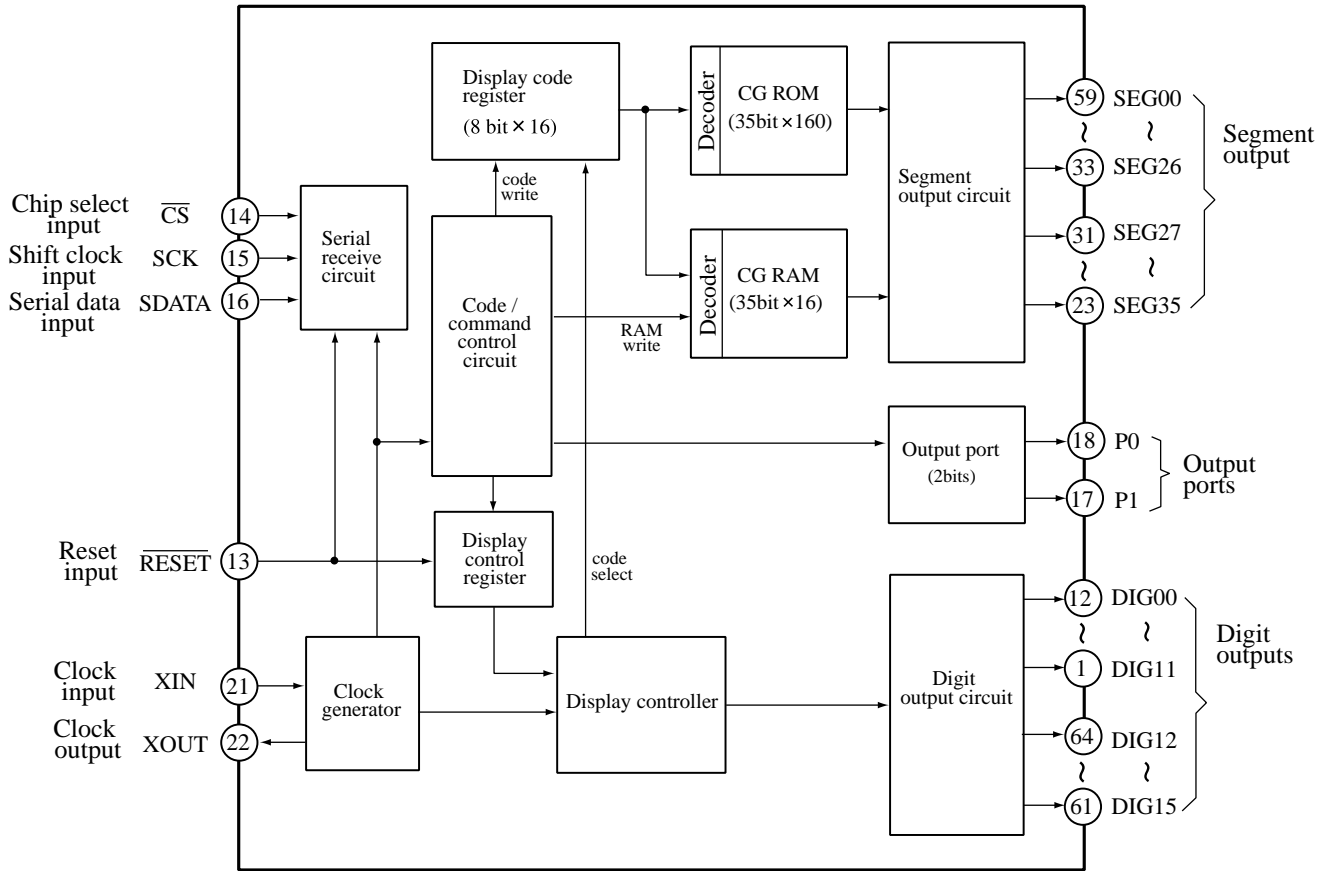 Display code
register
(8 bit × 16)
Decoder
CG ROM
(35bit×160)
Segment
output circuit
59 SEG00
33 SEG26
31 SEG27
23 SEG35
Segment
output
code
write
Chip select
input
CS
14
Shift clock
input
SCK
15
Serial data
input
SDATA
16
Serial
receive
circuit
Code /
command
control
circuit
RAM
write
Decoder
CG RAM
(35bit×16)
Output port
(2bits)
18 P0
17 P1
Output
ports
Reset
input
RESET
13
Display
control
register
code
select
Clock
input
XIN
21
Clock
output
XOUT
22
Clock
generator
Display controller
Digit
output circuit
12 DIG00
1 DIG11
64 DIG12
61 DIG15
Digit
outputs